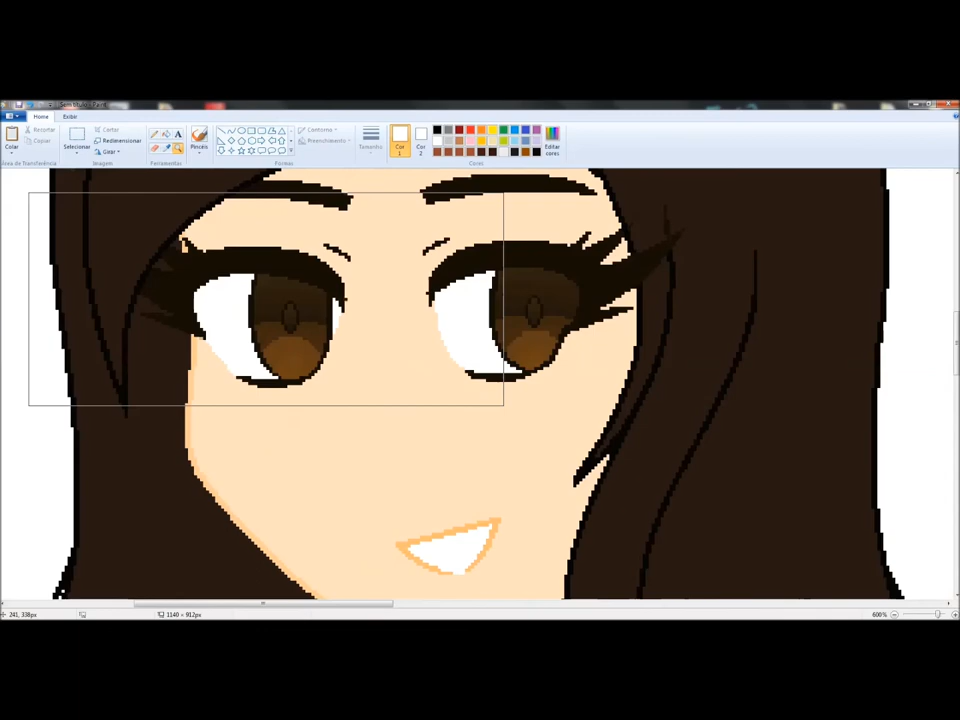 Home Exibir
Colar
Recortar
Copiar
Área de Transferência
Selecionar
Cortar
Redimensionar
Girar
Imagem
A
Ferramentas
Pincéis
Contorno
Preenchimento
Formas
Tamanho
Cor 1
Cor 2
Editar cores
Cores
241, 338px
1140 × 912px
600%